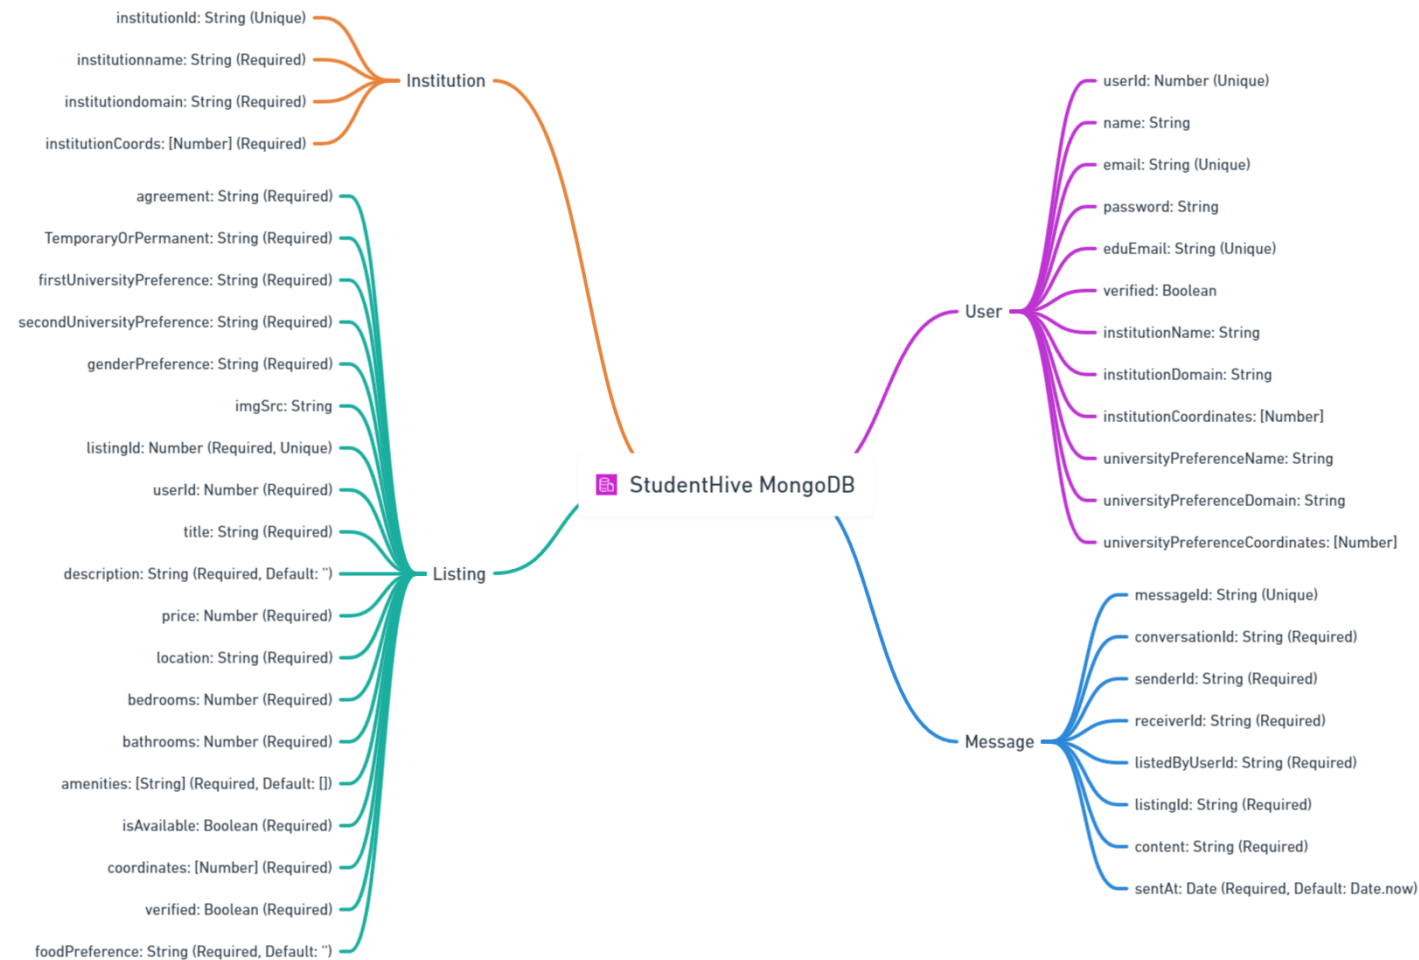 StudentHive MongoDB
Institution
institutionId: String (Unique)
institutionname: String (Required)
institutiondomain: String (Required)
institutionCoords: [Number] (Required)
Listing
agreement: String (Required)
TemporaryOrPermanent: String (Required)
firstUniversityPreference: String (Required)
secondUniversityPreference: String (Required)
genderPreference: String (Required)
imgSrc: String
listingId: Number (Required, Unique)
userId: Number (Required)
title: String (Required)
description: String (Required, Default: '')
price: Number (Required)
location: String (Required)
bedrooms: Number (Required)
bathrooms: Number (Required)
amenities: [String] (Required, Default: [])
isAvailable: Boolean (Required)
coordinates: [Number] (Required)
verified: Boolean (Required)
foodPreference: String (Required, Default: '')
User
userId: Number (Unique)
name: String
email: String (Unique)
password: String
eduEmail: String (Unique)
verified: Boolean
institutionName: String
institutionDomain: String
institutionCoordinates: [Number]
universityPreferenceName: String
universityPreferenceDomain: String
universityPreferenceCoordinates: [Number]
Message
messageId: String (Unique)
conversationId: String (Required)
senderId: String (Required)
receiverId: String (Required)
listedByUserId: String (Required)
listingId: String (Required)
content: String (Required)
sentAt: Date (Required, Default: Date.now)